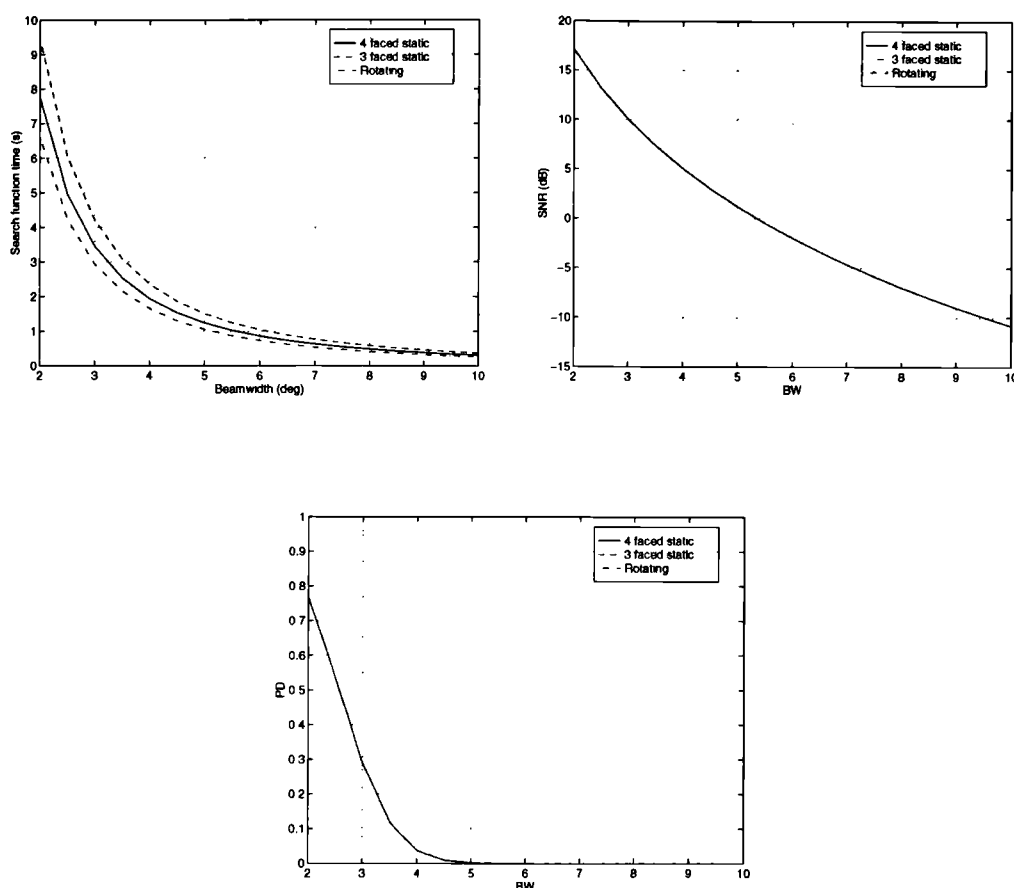 10
9
8
7
6
5
4
3
2
1
0
Search function time (s)
2 3 4 5 6 7 8 9 10
Beamwidth (deg)
4 faced static
3 faced static
Rotating
20
15
10
5
0
−5
−10
−15
SNR (dB)
2 3 4 5 6 7 8 9 10
BW
4 faced static
3 faced static
Rotating
1
0 9
0 8
0.7
0.6
0 5
0 4
0.3
0.2
0.1
0
PD
2 3 4 5 6 7 8 9 10
BW
4 faced static
3 faced static
Rotating